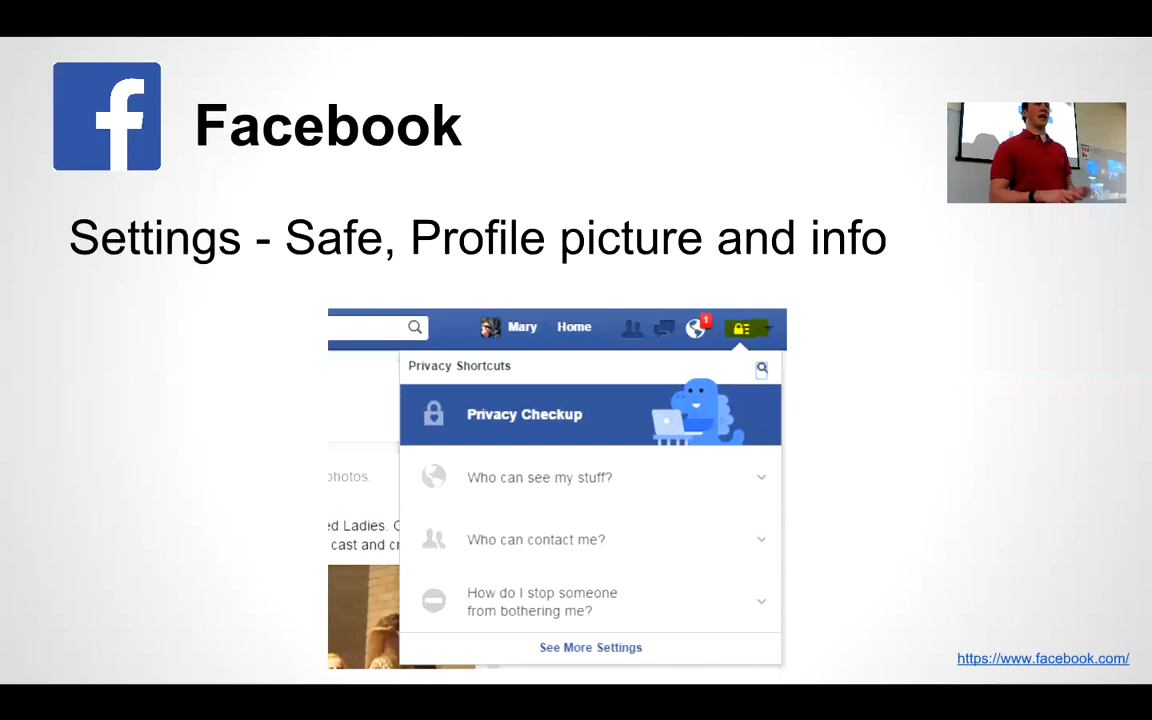 f
Facebook
Settings - Safe, Profile picture and info
Mary Home 1
Privacy Shortcuts
Privacy Checkup
Who can see my stuff?
photos.
Who can contact me?
ed Ladies. C
cast and cr
How do I stop someone
from bothering me?
See More Settings
https://www.facebook.com/